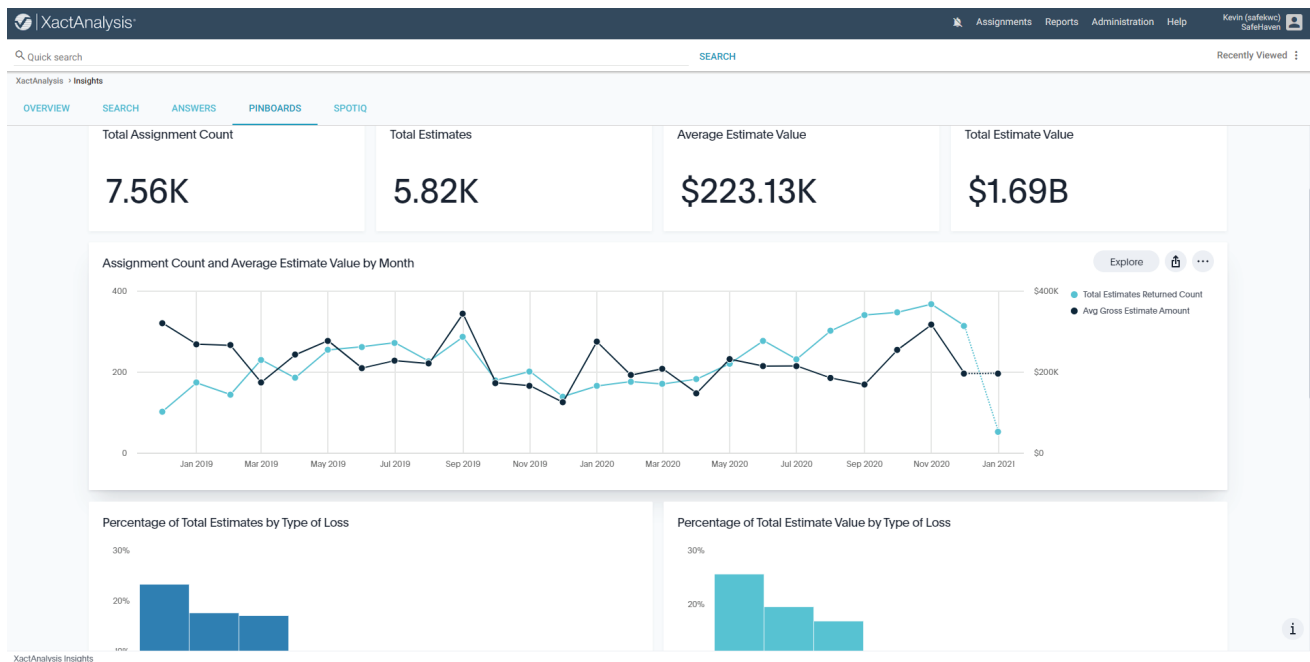 XactAnalysis
Assignments Reports Administration Help
Kevin (safekwc)
SafeHaven
Quick search
SEARCH
Recently Viewed
XactAnalysis › Insights
OVERVIEW SEARCH ANSWERS PINBOARDS SPOTIQ
Total Assignment Count
7.56K
Total Estimates
5.82K
Average Estimate Value
$223.13K
Total Estimate Value
$1.69B
Assignment Count and Average Estimate Value by Month
Explore
400
200
0
$400K
$200K
$0
Total Estimates Returned Count
Avg Gross Estimate Amount
Jan 2019 Mar 2019 May 2019 Jul 2019 Sep 2019 Nov 2019 Jan 2020 Mar 2020 May 2020 Jul 2020 Sep 2020 Nov 2020 Jan 2021
Percentage of Total Estimates by Type of Loss
30%
20%
10%
Percentage of Total Estimate Value by Type of Loss
30%
20%
i
XactAnalysis Insights